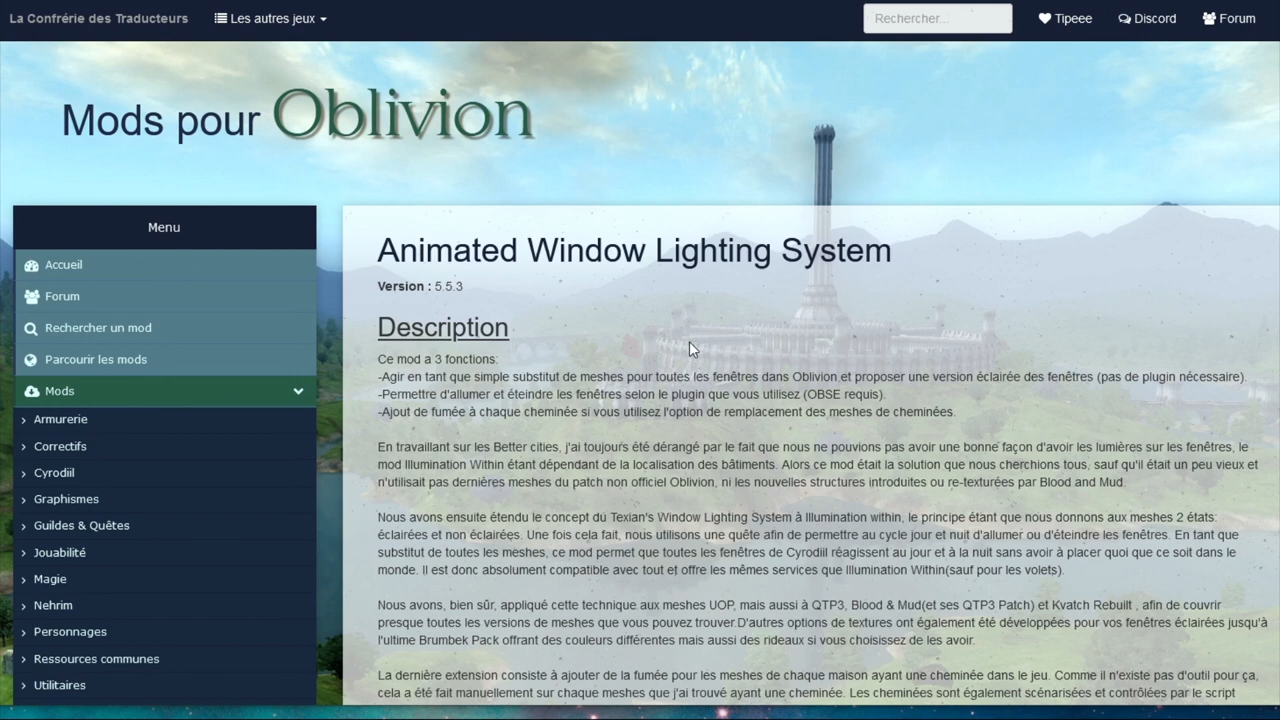 La Confrérie des Traducteurs
Les autres jeux
Rechercher...
Tipeee
Discord
Forum
Mods pour Oblivion
Menu
Accueil
Forum
Rechercher un mod
Parcourir les mods
Mods
Armurerie
Correctifs
Cyrodiil
Graphismes
Guildes & Quêtes
Jouabilité
Magie
Nehrim
Personnages
Ressources communes
Utilitaires
Animated Window Lighting System
Version : 5.5.3
Description
Ce mod a 3 fonctions:
-Agir en tant que simple substitut de meshes pour toutes les fenêtres dans Oblivion et proposer une version éclairée des fenêtres (pas de plugin nécessaire).
-Permettre d'allumer et éteindre les fenêtres selon le plugin que vous utilisez (OBSE requis).
-Ajout de fumée à chaque cheminée si vous utilisez l'option de remplacement des meshes de cheminées.
En travaillant sur les Better cities, j'ai toujours été dérangé par le fait que nous ne pouvions pas avoir une bonne façon d'avoir les lumières sur les fenêtres, le
mod Illumination Within étant dépendant de la localisation des bâtiments. Alors ce mod était la solution que nous cherchions tous, sauf qu'il était un peu vieux et
n'utilisait pas dernières meshes du patch non officiel Oblivion, ni les nouvelles structures introduites ou re-texturées par Blood and Mud.
Nous avons ensuite étendu le concept du Texian's Window Lighting System à Illumination within, le principe étant que nous donnons aux meshes 2 états:
éclairées et non éclairées. Une fois cela fait, nous utilisons une quête afin de permettre au cycle jour et nuit d'allumer ou d'éteindre les fenêtres. En tant que
substitut de toutes les meshes, ce mod permet que toutes les fenêtres de Cyrodiil réagissent au jour et à la nuit sans avoir à placer quoi que ce soit dans le
monde. Il est donc absolument compatible avec tout et offre les mêmes services que Illumination Within(sauf pour les volets).
Nous avons, bien sûr, appliqué cette technique aux meshes UOP, mais aussi à QTP3, Blood & Mud(et ses QTP3 Patch) et Kvatch Rebuilt , afin de couvrir
presque toutes les versions de meshes que vous pouvez trouver.D'autres options de textures ont également été développées pour vos fenêtres éclairées jusqu'à
l'ultime Brumbek Pack offrant des couleurs différentes mais aussi des rideaux si vous choisissez de les avoir.
La dernière extension consiste à ajouter de la fumée pour les meshes de chaque maison ayant une cheminée dans le jeu. Comme il n'existe pas d'outil pour ça,
cela a été fait manuellement sur chaque meshes que j'ai trouvé ayant une cheminée. Les cheminées sont également scénarisées et contrôlées par le script